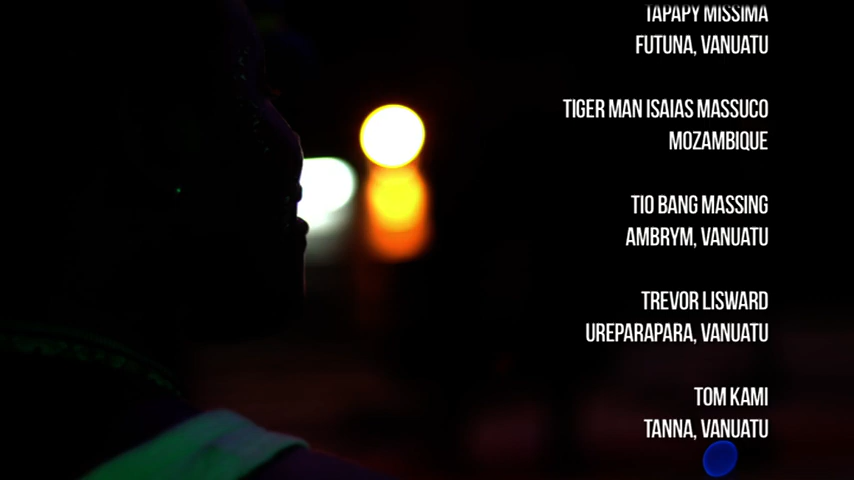 TAPAPY MISSIMA
FUTUNA, VANUATU
TIGER MAN ISAIAS MASSUCO
MOZAMBIQUE
TIO BANG MASSING
AMBRYM, VANUATU
TREVOR LISWARD
UREPARAPARA, VANUATU
TOM KAMI
TANNA, VANUATU